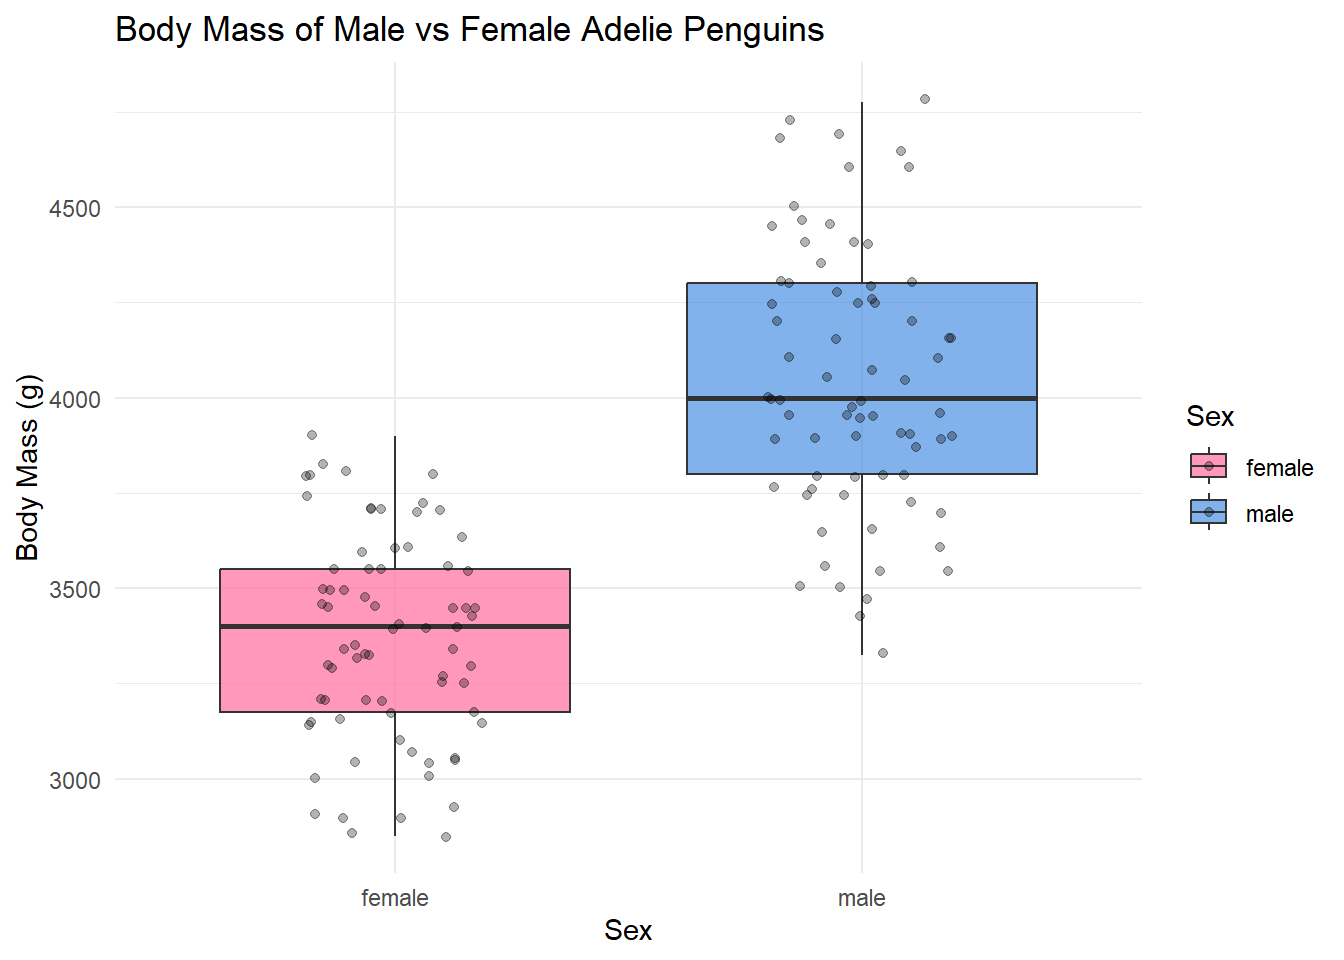 Body Mass of Male vs Female Adelie Penguins
Body Mass (g)
4500
4000
3500
3000
female
male
Sex
Sex
female
male